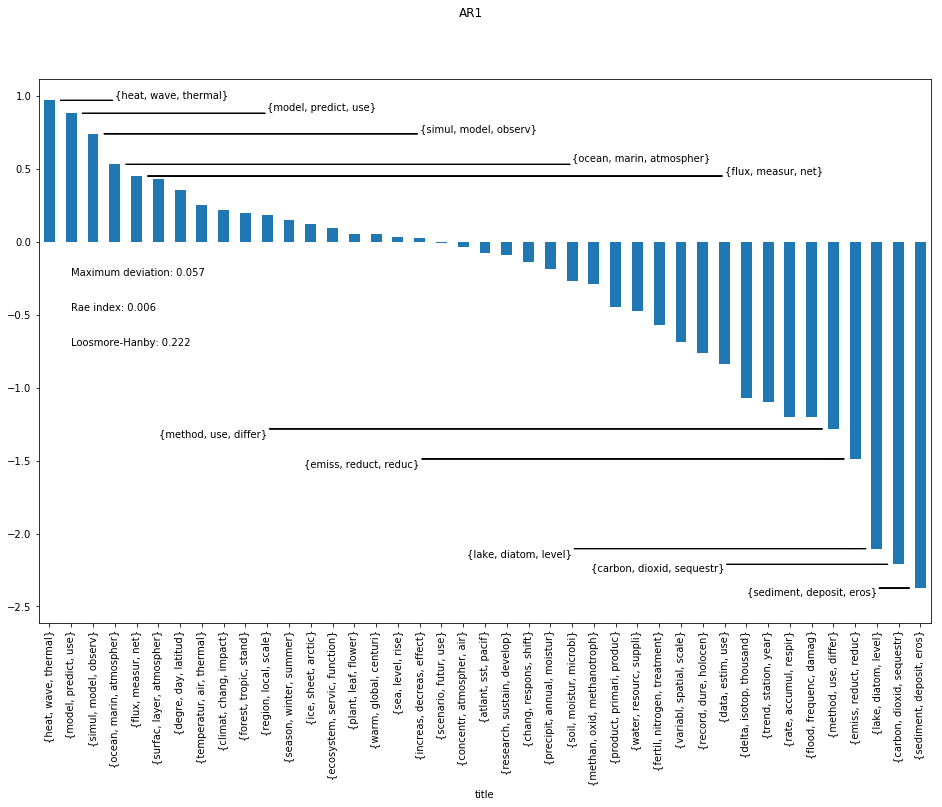 AR1
1.0
0.5
0.0
−0.5
−1.0
−1.5
−2.0
−2.5
{heat, wave, thermal}
{model, predict, use}
{simul, model, observ}
{ocean, marin, atmospher}
{flux, measur, net}
Maximum deviation: 0.057
Rae index: 0.006
Loosmore-Hanby: 0.222
{method, use, differ}
{emiss, reduct, reduc}
{lake, diatom, level}
{carbon, dioxid, sequestr}
{sediment, deposit, eros}
{heat, wave, thermal}
{model, predict, use}
{simul, model, observ}
{ocean, marin, atmospher}
{flux, measur, net}
{surfac, layer, atmospher}
{degre, day, latitud}
{temperatur, air, thermal}
{climat, chang, impact}
{forest, tropic, stand}
{region, local, scale}
{season, winter, summer}
{ice, sheet, arctic}
{ecosystem, servic, function}
{plant, leaf, flower}
{warm, global, centuri}
{sea, level, rise}
{increas, decreas, effect}
{scenario, futur, use}
{concentr, atmospher, air}
{atlant, sst, pacif}
{research, sustain, develop}
{chang, respons, shift}
{precipit, annual, moistur}
{soil, moistur, microbi}
{methan, oxid, methanotroph}
{product, primari, produc}
{water, resourc, suppli}
{fertil, nitrogen, treatment}
{variabl, spatial, scale}
{record, dure, holocen}
{data, estim, use}
{delta, isotop, thousand}
{trend, station, year}
{rate, accumul, respir}
{flood, frequenc, damag}
{method, use, differ}
{emiss, reduct, reduc}
{lake, diatom, level}
{carbon, dioxid, sequestr}
{sediment, deposit, eros}
title